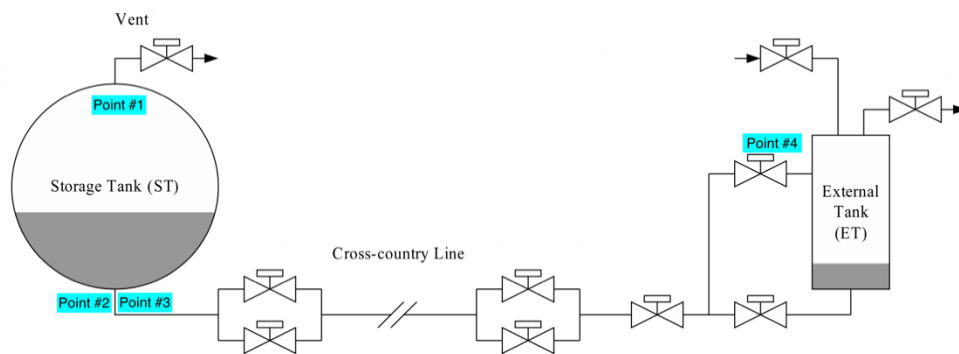 Vent
Point #1
Point #4
Storage Tank (ST)
External
Tank
(ET)
Cross-country Line
Point #2
Point #3